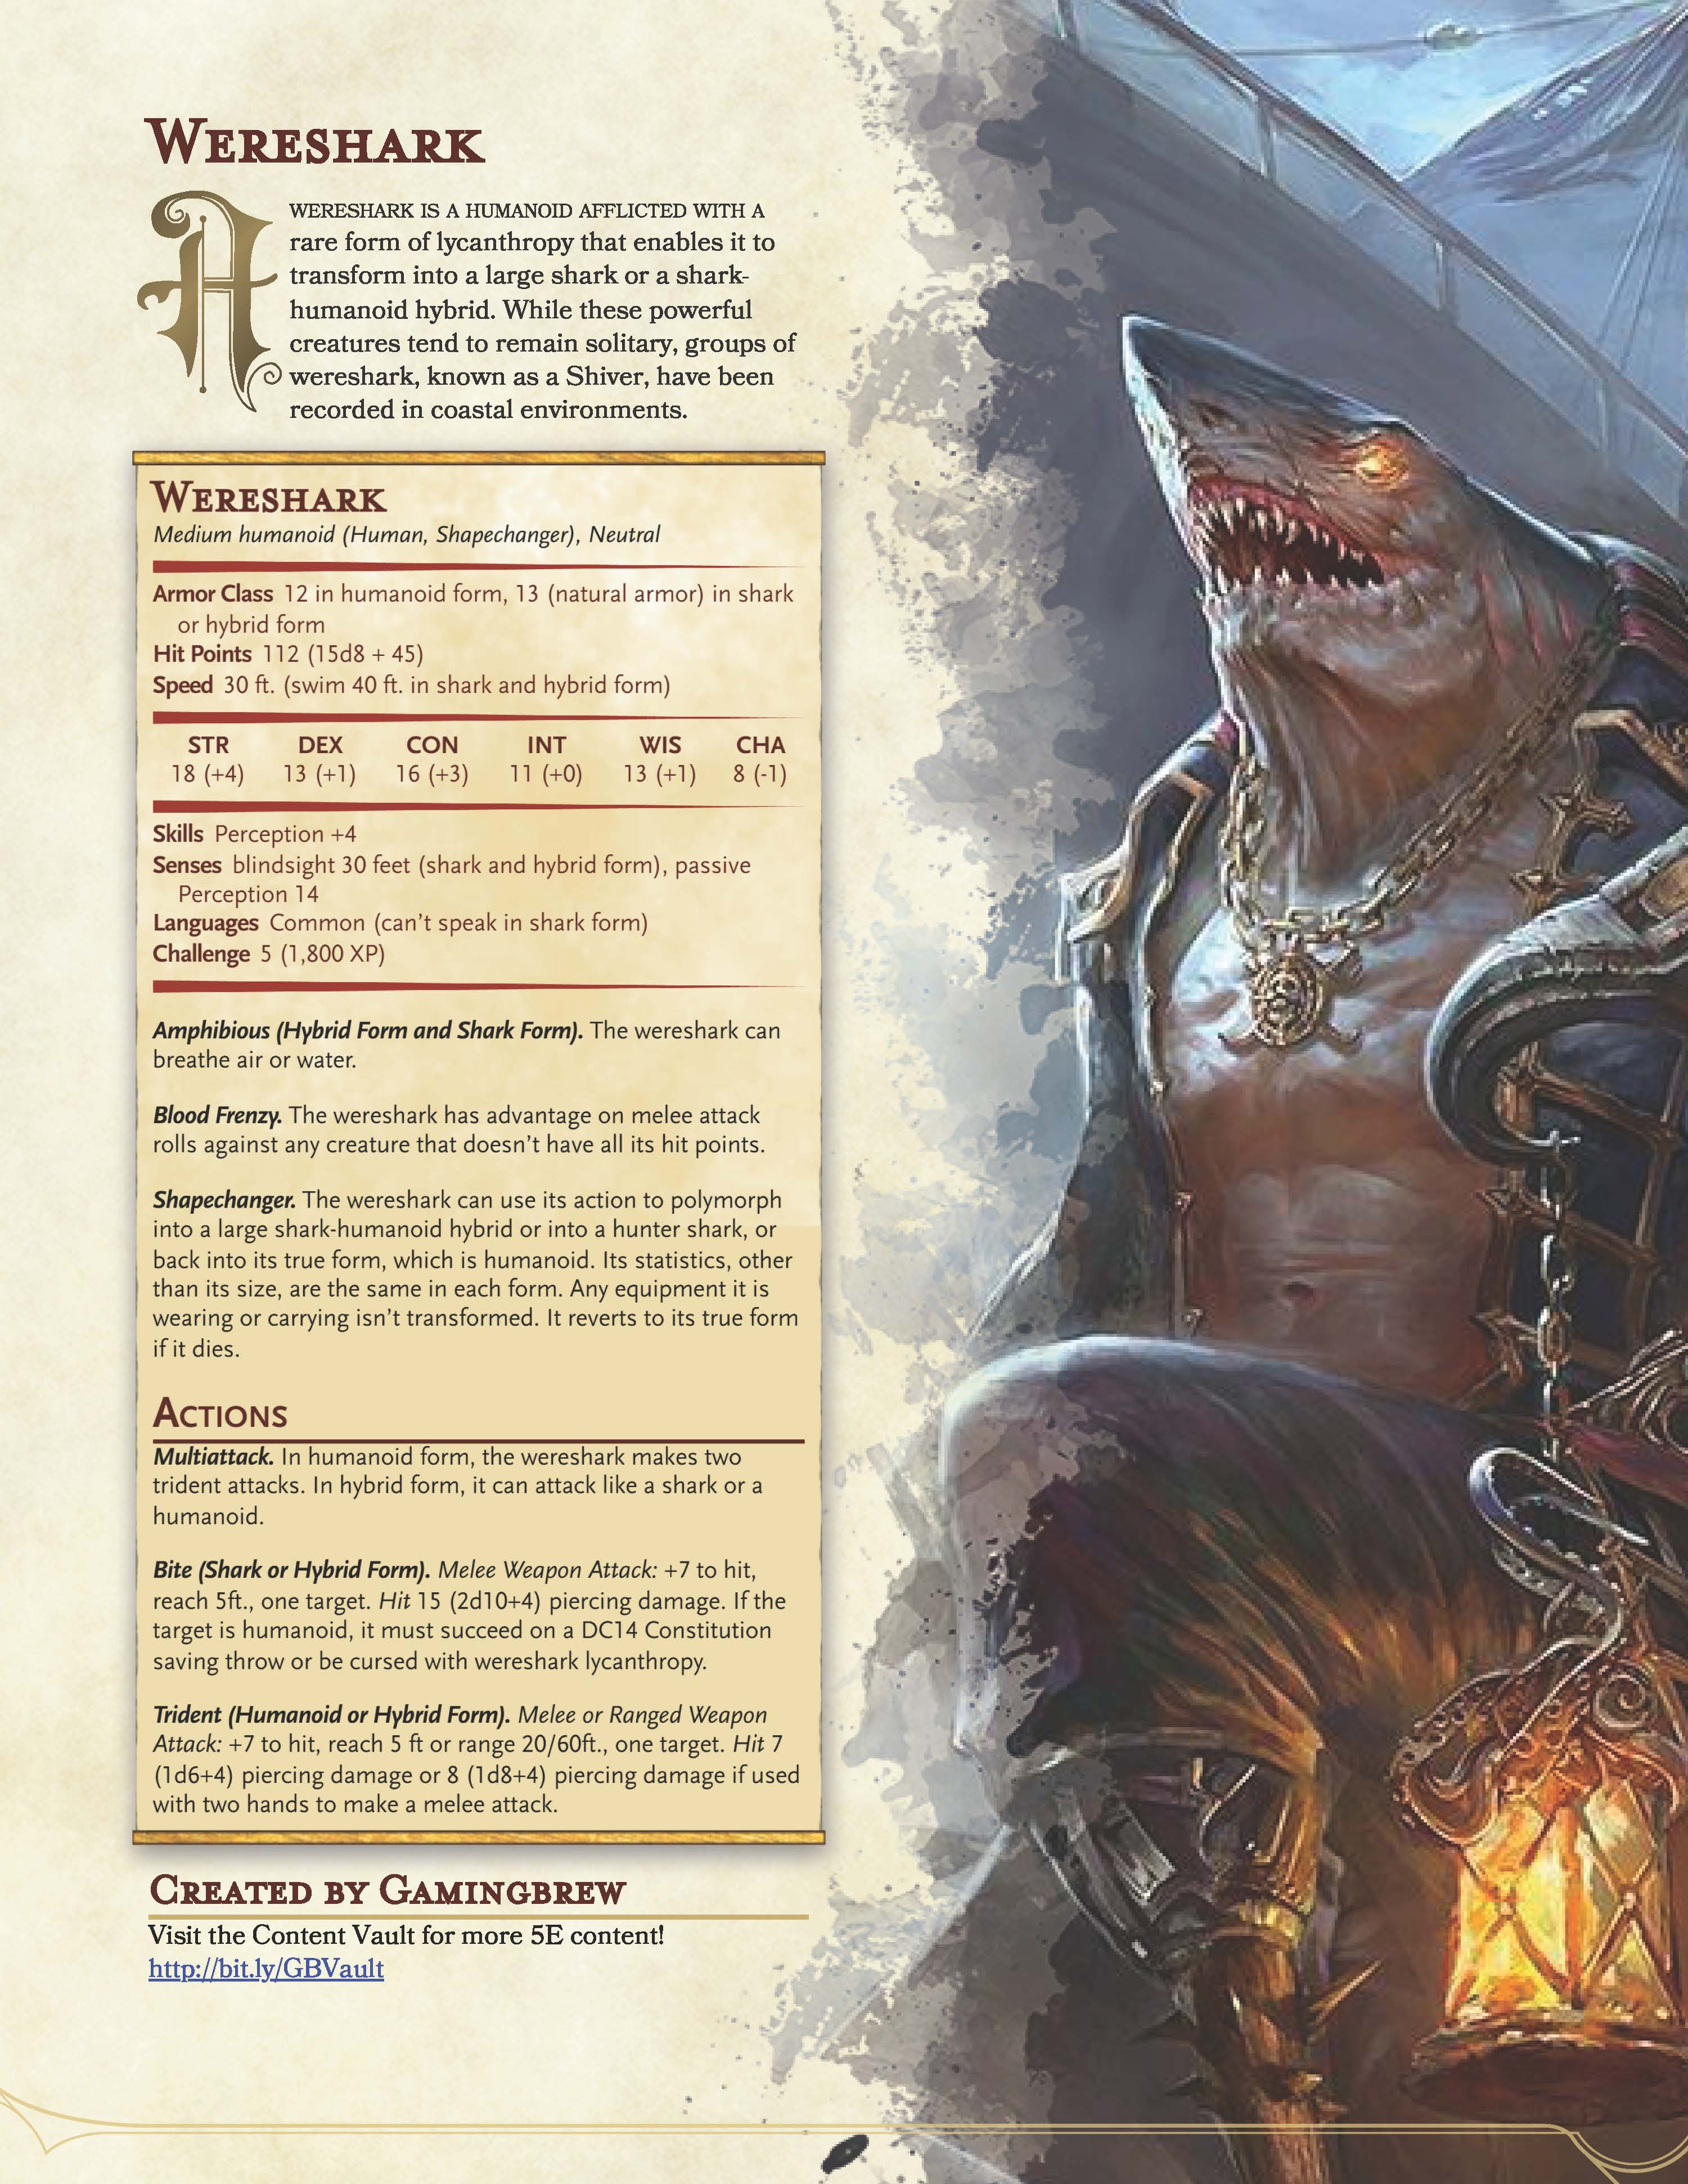 WERESHARK
A WERESHARK IS A HUMANOID AFFLICTED WITH A
rare form of lycanthropy that enables it to
transform into a large shark or a shark-
humanoid hybrid. While these powerful
creatures tend to remain solitary, groups of
wereshark, known as a Shiver, have been
recorded in coastal environments.
WERESHARK
Medium humanoid (Human, Shapechanger), Neutral
Armor Class 12 in humanoid form, 13 (natural armor) in shark
or hybrid form
Hit Points 112 (15d8 + 45)
Speed 30 ft. (swim 40 ft. in shark and hybrid form)
STR DEX CON INT WIS CHA
18 (+4) 13 (+1) 16 (+3) 11 (+0) 13 (+1) 8 (-1)
Skills Perception +4
Senses blindsight 30 feet (shark and hybrid form), passive
Perception 14
Languages Common (can't speak in shark form)
Challenge 5 (1,800 XP)
Amphibious (Hybrid Form and Shark Form). The wereshark can
breathe air or water.
Blood Frenzy. The wereshark has advantage on melee attack
rolls against any creature that doesn't have all its hit points.
Shapechanger. The wereshark can use its action to polymorph
into a large shark-humanoid hybrid or into a hunter shark, or
back into its true form, which is humanoid. Its statistics, other
than its size, are the same in each form. Any equipment it is
wearing or carrying isn't transformed. It reverts to its true form
if it dies.
ACTIONS
Multiattack. In humanoid form, the wereshark makes two
trident attacks. In hybrid form, it can attack like a shark or a
humanoid.
Bite (Shark or Hybrid Form). Melee Weapon Attack: +7 to hit,
reach 5ft., one target. Hit 15 (2d10+4) piercing damage. If the
target is humanoid, it must succeed on a DC14 Constitution
saving throw or be cursed with wereshark lycanthropy.
Trident (Humanoid or Hybrid Form). Melee or Ranged Weapon
Attack: +7 to hit, reach 5 ft or range 20/60ft., one target. Hit 7
(1d6+4) piercing damage or 8 (1d8+4) piercing damage if used
with two hands to make a melee attack.
CREATED BY GAMINGBREW
Visit the Content Vault for more 5E content!
http://bit.ly/GBVault